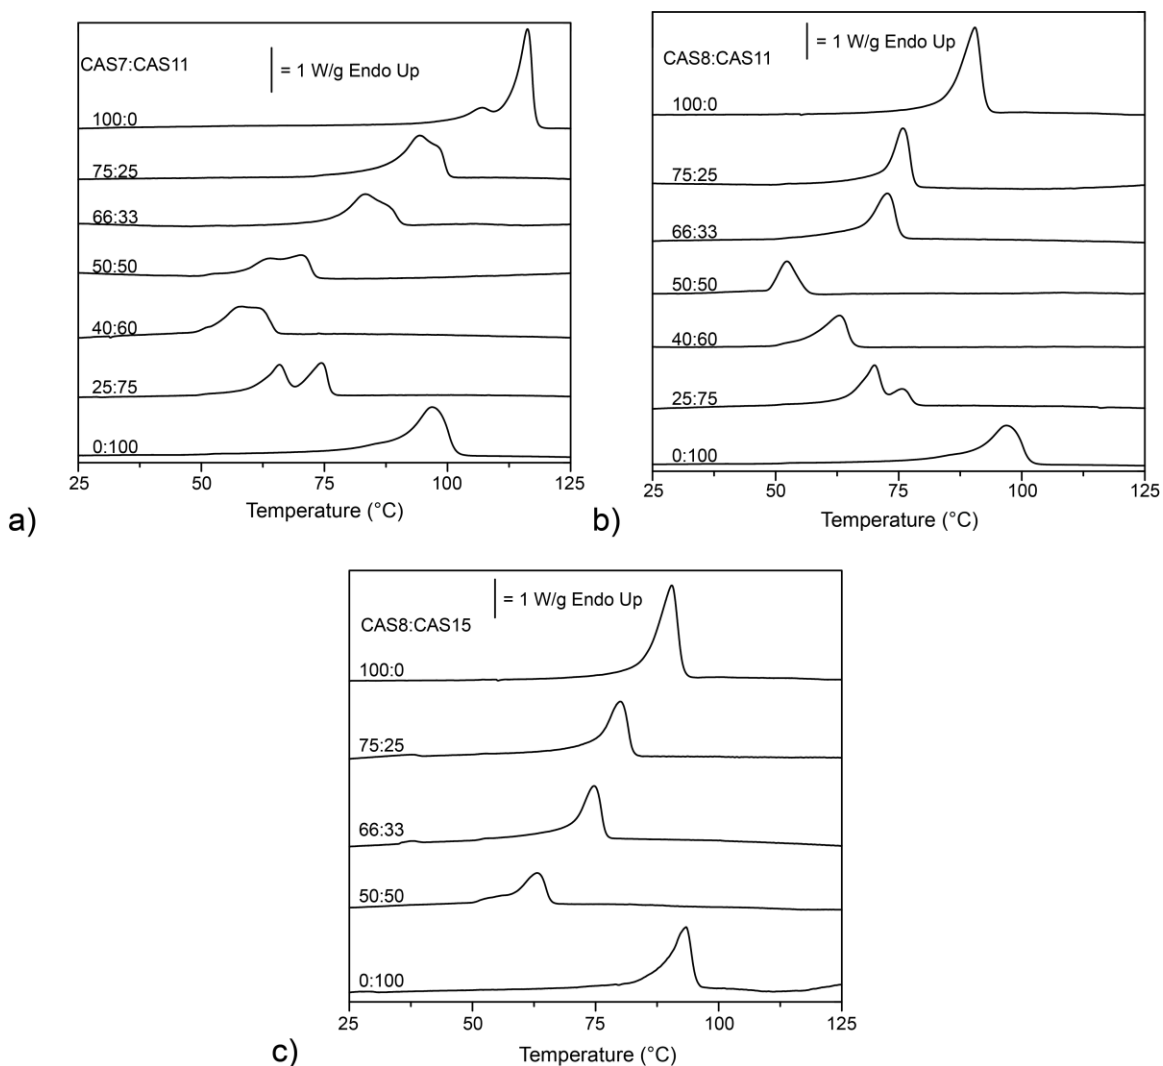 CAS7:CAS11
= 1 W/g Endo Up
100:0
75:25
66:33
50:50
40:60
25:75
0:100
25 50 75 100 125
Temperature (°C)
a)
= 1 W/g Endo Up
CAS8:CAS11
100:0
75:25
66:33
50:50
40:60
25:75
0:100
25 50 75 100 125
Temperature (°C)
b)
= 1 W/g Endo Up
CAS8:CAS15
100:0
75:25
66:33
50:50
0:100
25 50 75 100 125
Temperature (°C)
c)